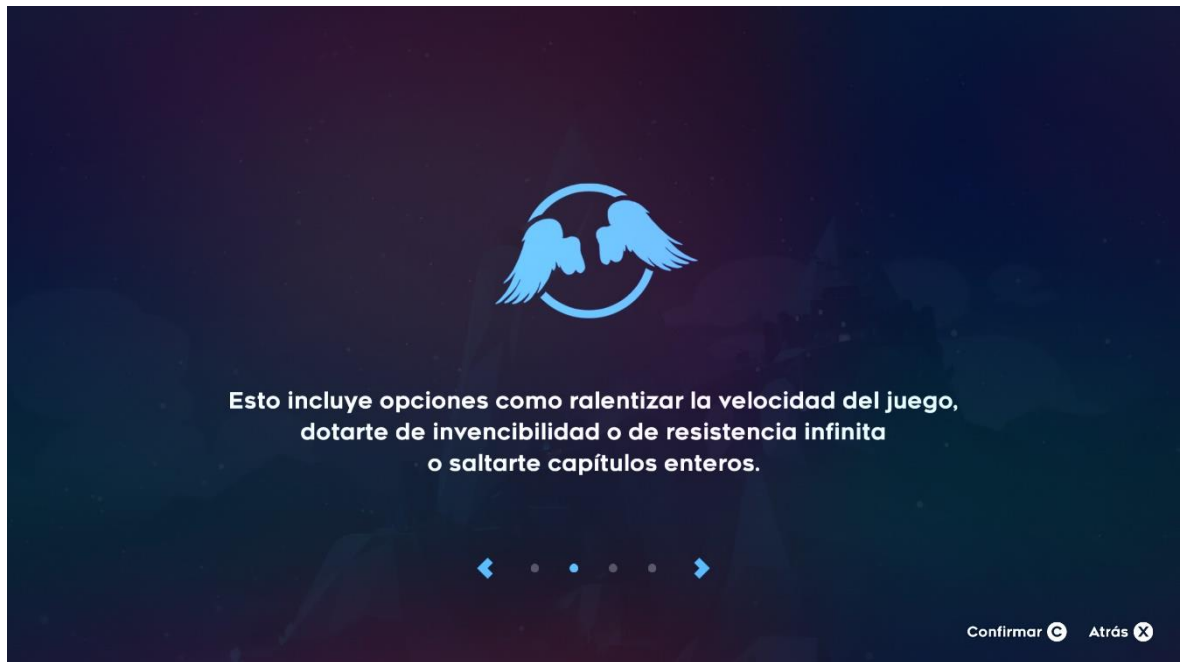 Esto incluye opciones como ralentizar la velocidad del juego,
dotarte de invencibilidad o de resistencia infinita
o saltarte capítulos enteros.
Confirmar C Atrás X